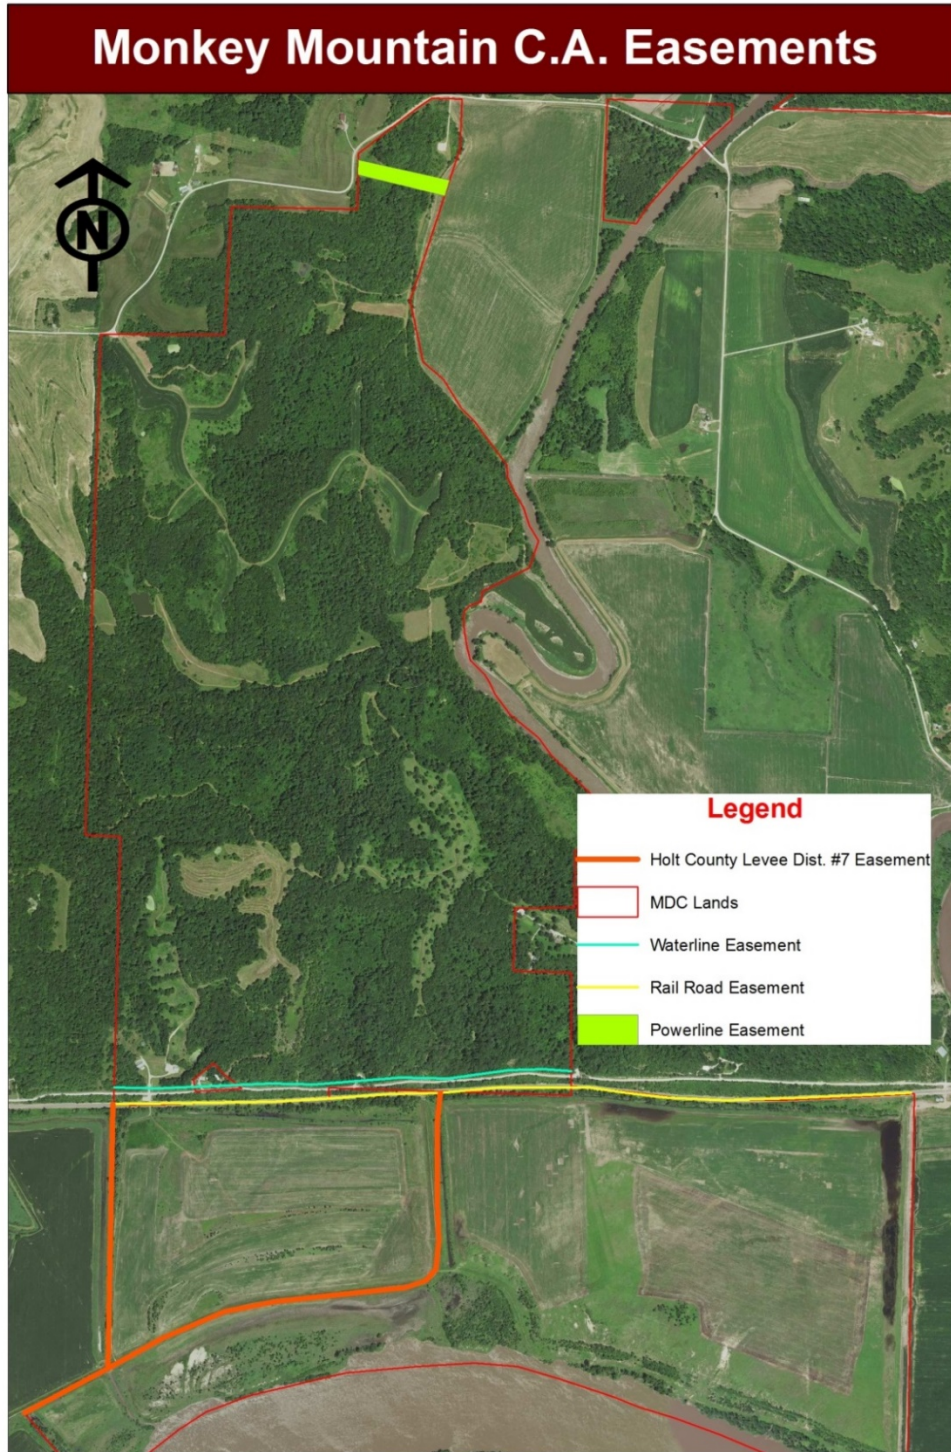 Monkey Mountain C.A. Easements
N
Legend
Holt County Levee Dist. #7 Easement
MDC Lands
Waterline Easement
Rail Road Easement
Powerline Easement